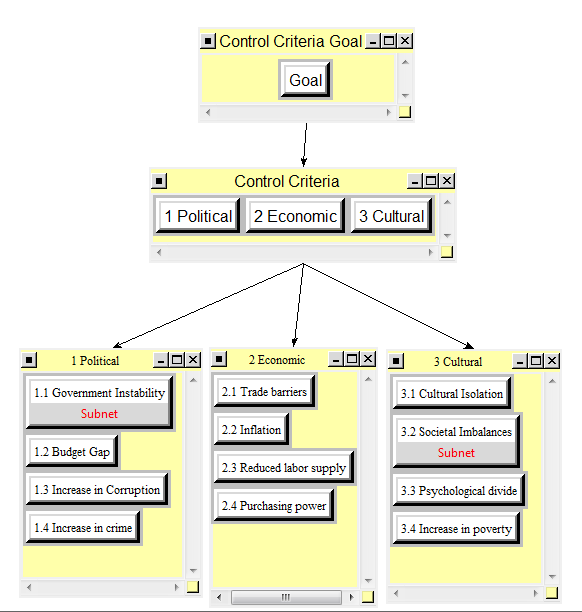 Control Criteria Goal
Goal
Control Criteria
1 Political 2 Economic 3 Cultural
1 Political
1.1 Government Instability
Subnet
1.2 Budget Gap
1.3 Increase in Corruption
1.4 Increase in crime
2 Economic
2.1 Trade barriers
2.2 Inflation
2.3 Reduced labor supply
2.4 Purchasing power
3 Cultural
3.1 Cultural Isolation
3.2 Societal Imbalances
Subnet
3.3 Psychological divide
3.4 Increase in poverty